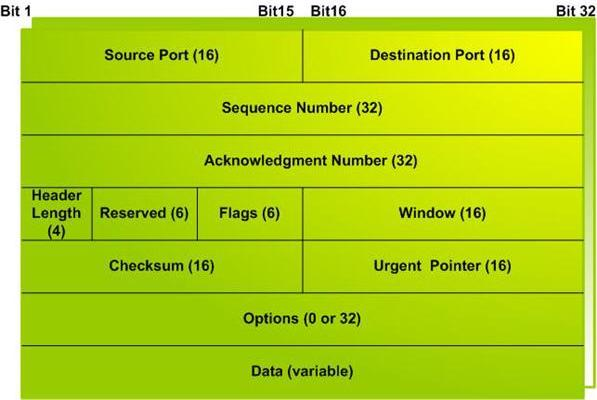 Bit 1 Bit15 Bit16 Bit 32
Source Port (16) Destination Port (16)
Sequence Number (32)
Acknowledgment Number (32)
Header
Length
(4)
Reserved (6) Flags (6) Window (16)
Checksum (16) Urgent Pointer (16)
Options (0 or 32)
Data (variable)